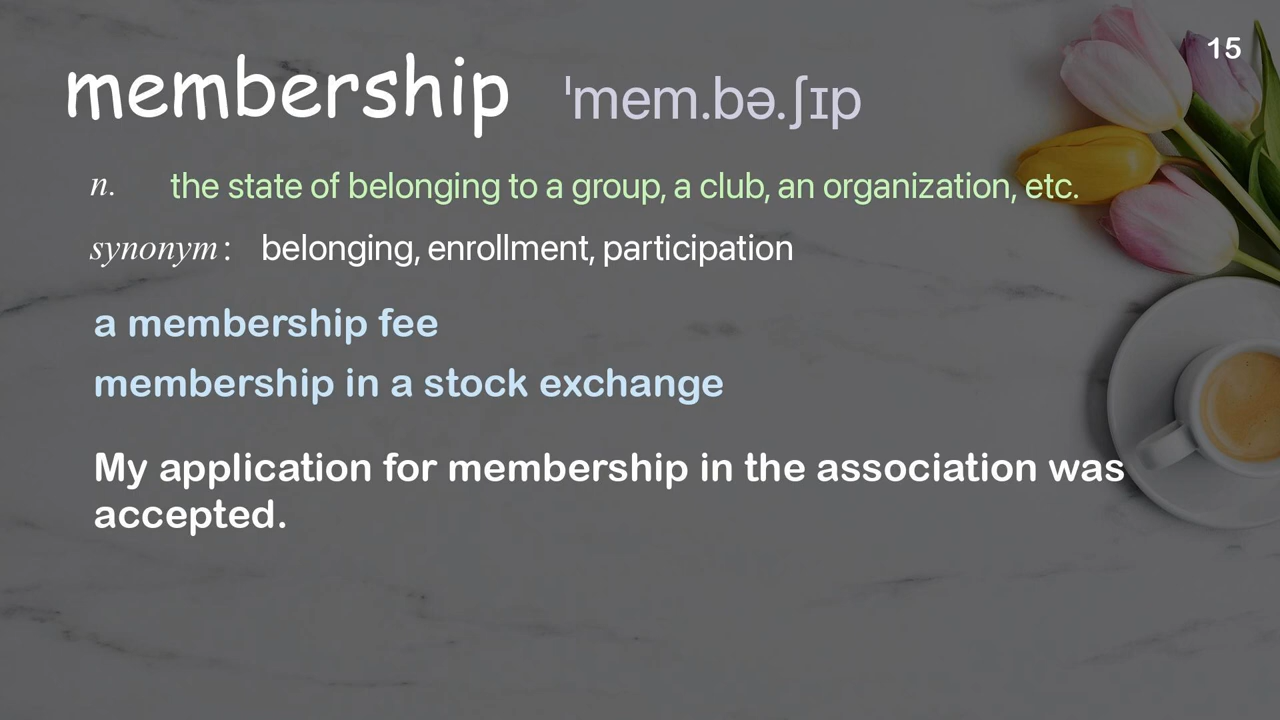 15
membership ˈmem.bə.ʃɪp
n. the state of belonging to a group, a club, an organization, etc.
synonym: belonging, enrollment, participation
a membership fee
membership in a stock exchange
My application for membership in the association was
accepted.